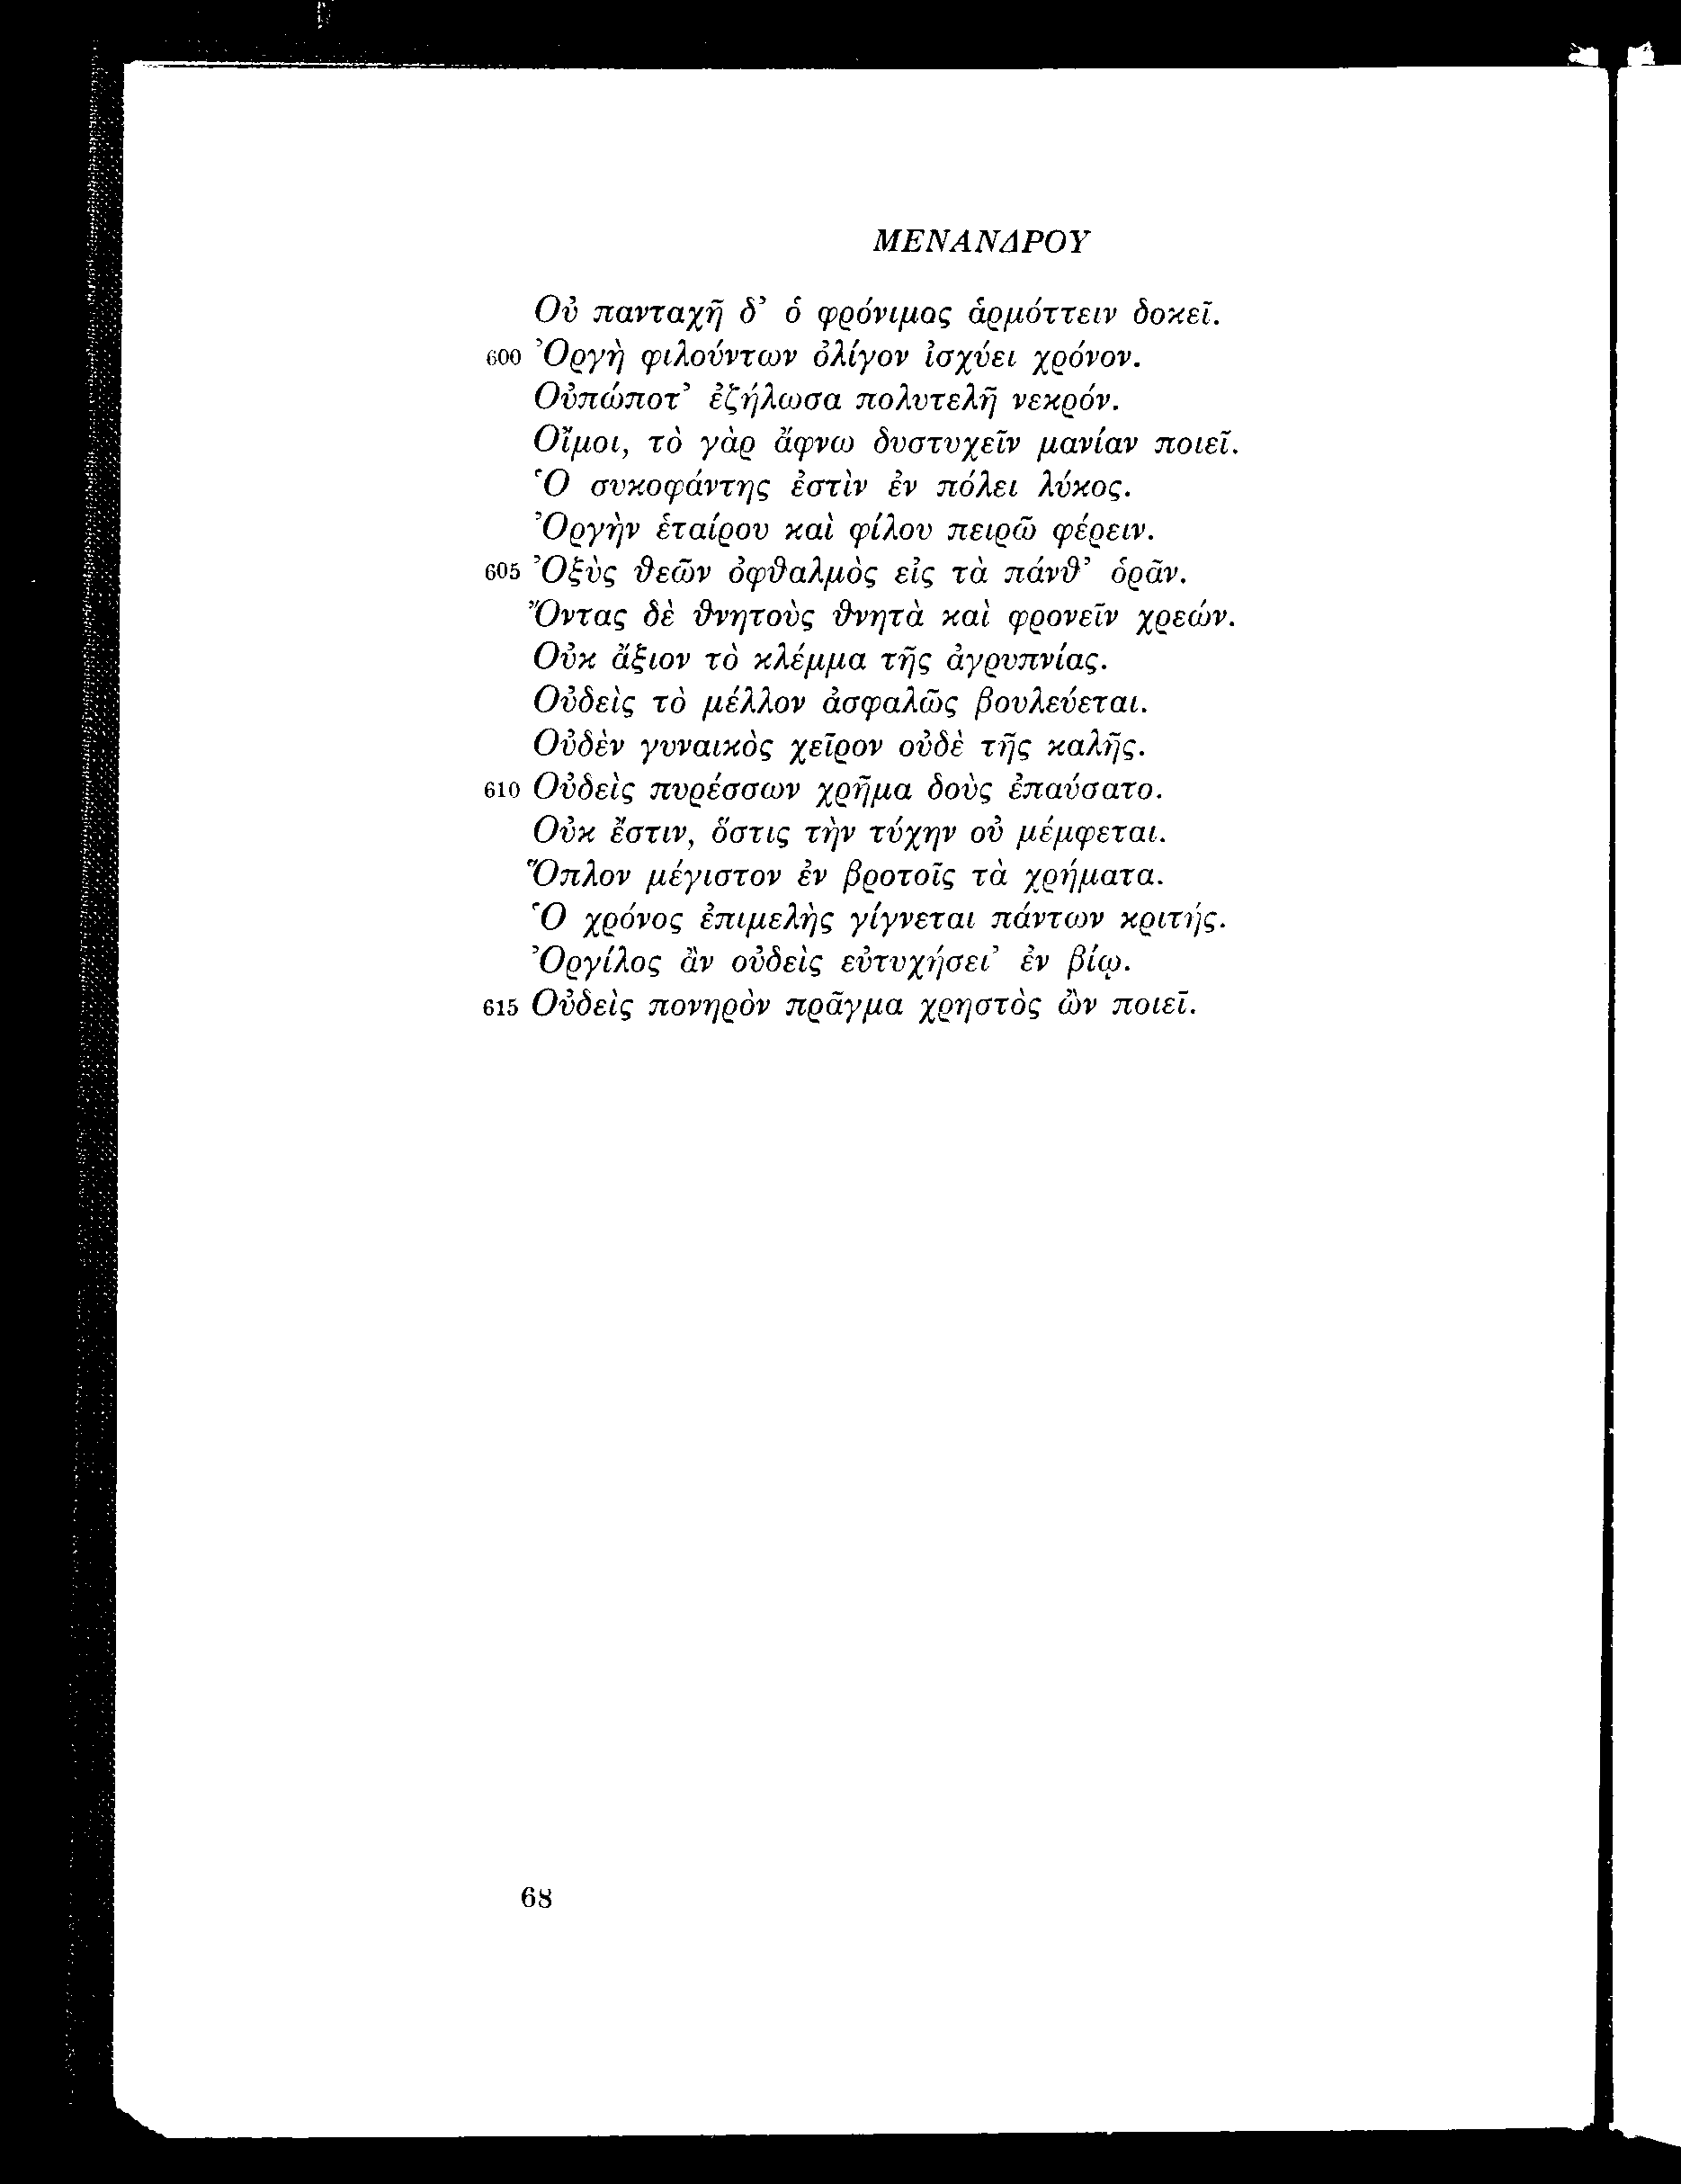 ΜΕΝΑΝΔΡΟΥ
Οὐ πανταχῆ δ’ ὁ φρόνιμος ἁρμόττειν δοκεῖ.
600 Ὀργὴ φιλούντων ὀλίγον ἰσχύει χρόνον.
Οὐπώποτ’ ἐζήλωσα πολυτελῆ νεκρόν.
Οἴμοι, τὸ γὰρ ἄφνω δυστυχεῖν μανίαν ποιεῖ.
Ὁ συκοφάντης ἐστὶν ἐν πόλει λύκος.
Ὀργὴν ἑταίρου καὶ φίλου πειρῶ φέρειν.
605 Ὀξὺς θεῶν ὀφθαλμὸς εἰς τὰ πάνθ’ ὁρᾶν.
Ὄντας δὲ θνητοὺς θνητὰ καὶ φρονεῖν χρεών.
Οὐκ ἄξιον τὸ κλέμμα τῆς ἀγρυπνίας.
Οὐδεὶς τὸ μέλλον ἀσφαλῶς βουλεύεται.
Οὐδὲν γυναικὸς χεῖρον οὐδὲ τῆς καλῆς.
610 Οὐδεὶς πυρέσσων χρῆμα δοὺς ἐπαύσατο.
Οὐκ ἔστιν, ὅστις τὴν τύχην οὐ μέμφεται.
Ὅπλον μέγιστον ἐν βροτοῖς τὰ χρήματα.
Ὁ χρόνος ἐπιμελὴς γίγνεται πάντων κριτής.
Ὀργίλος ἂν οὐδεὶς εὐτυχήσει’ ἐν βίῳ.
615 Οὐδεὶς πονηρὸν πρᾶγμα χρηστὸς ὢν ποιεῖ.
68